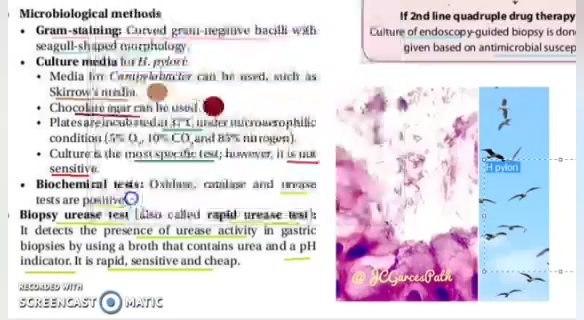 Microbiological methods
• Gram-staining: Curved gram-negative bacilli with
seagull-shaped morphology.
• Culture media for H. pylori:
• Media for Campylobacter can be used, such as
Skirrow's media.
• Chocolate agar can be used.
• Plates are incubated at 37°C under microaerophilic
condition (5% O₂, 10% CO₂ and 85% nitrogen).
• Culture is the most specific test; however, it is not
sensitive.
• Biochemical tests: Oxidase, catalase and urease
tests are positive.
Biopsy urease test [also called rapid urease test]:
It detects the presence of urease activity in gastric
biopsies by using a broth that contains urea and a pH
indicator. It is rapid, sensitive and cheap.
If 2nd line quadruple drug therapy
Culture of endoscopy-guided biopsy is done
given based on antimicrobial suscep
H pylori
@JCGarcesPath
RECORDED WITH
SCREENCAST MATIC